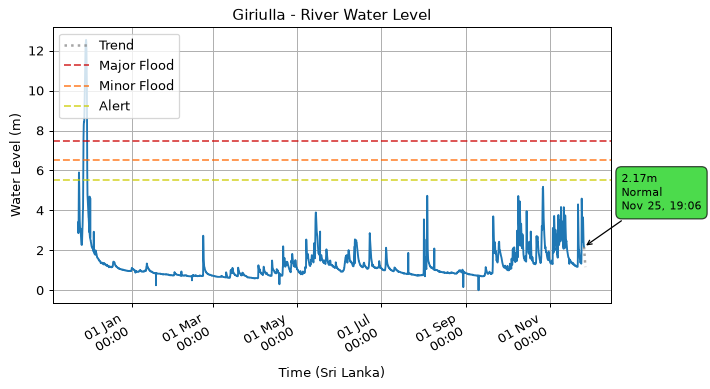 Giriulla - River Water Level
Trend
Major Flood
Minor Flood
Alert
Water Level (m)
12
10
8
6
4
2
0
2.17m
Normal
Nov 25, 19:06
01 Jan
00:00
01 Mar
00:00
01 May
00:00
01 Jul
00:00
01 Sep
00:00
01 Nov
00:00
Time (Sri Lanka)